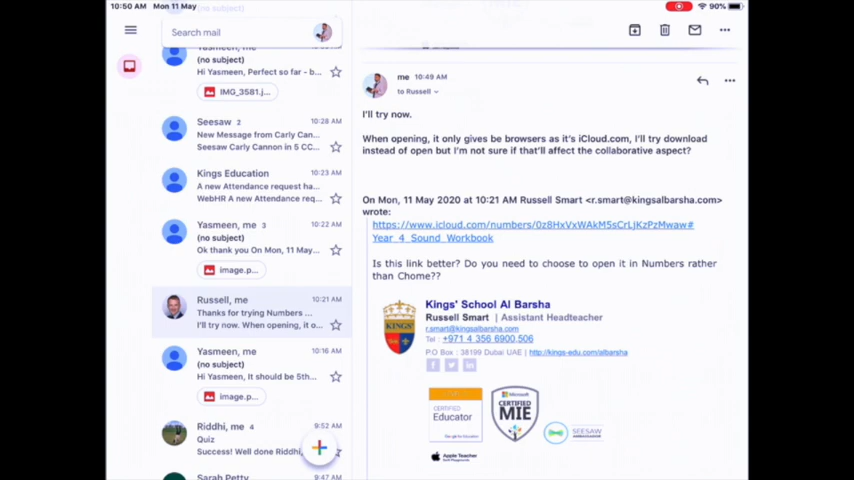 10:50 AM Mon 11 May
90%
(no subject)
Search mail
Yasmeen, me
(no subject)
Hi Yasmeen, Perfect so far - b...
IMG_3581.j...
Seesaw 2 10:28 AM
New Message from Carly Can...
Seesaw Carly Cannon in 5 CC...
Kings Education 10:23 AM
A new Attendance request ha...
WebHR A new Attendance req...
Yasmeen, me 3 10:22 AM
(no subject)
Ok thank you On Mon, 11 May...
image.p...
Russell, me 10:21 AM
Thanks for trying Numbers ...
I'll try now. When opening, it o...
Yasmeen, me 10:16 AM
(no subject)
Hi Yasmeen, It should be 5th...
image.p...
Riddhi, me 4 9:52 AM
Quiz
Success! Well done Riddhi,
Sarah Petty 9:47 AM
me 10:49 AM
to Russell
I'll try now.
When opening, it only gives be browsers as it's iCloud.com, I'll try download
instead of open but I'm not sure if that'll affect the collaborative aspect?
On Mon, 11 May 2020 at 10:21 AM Russell Smart <r.smart@kingsalbarsha.com>
wrote:
https://www.icloud.com/numbers/0z8HxVxWAkM5sCrLjKzPzMwaw#
Year_4_Sound_Workbook
Is this link better? Do you need to choose to open it in Numbers rather
than Chome??
KINGS'
Kings' School Al Barsha
Russell Smart | Assistant Headteacher
r.smart@kingsalbarsha.com
Tel : +971 4 356 6900,506
P.O Box : 38199 Dubai UAE | http://kings-edu.com/albarsha
CERTIFIED
Educator
Microsoft
CERTIFIED
MIE
SEESAW
Apple Teacher